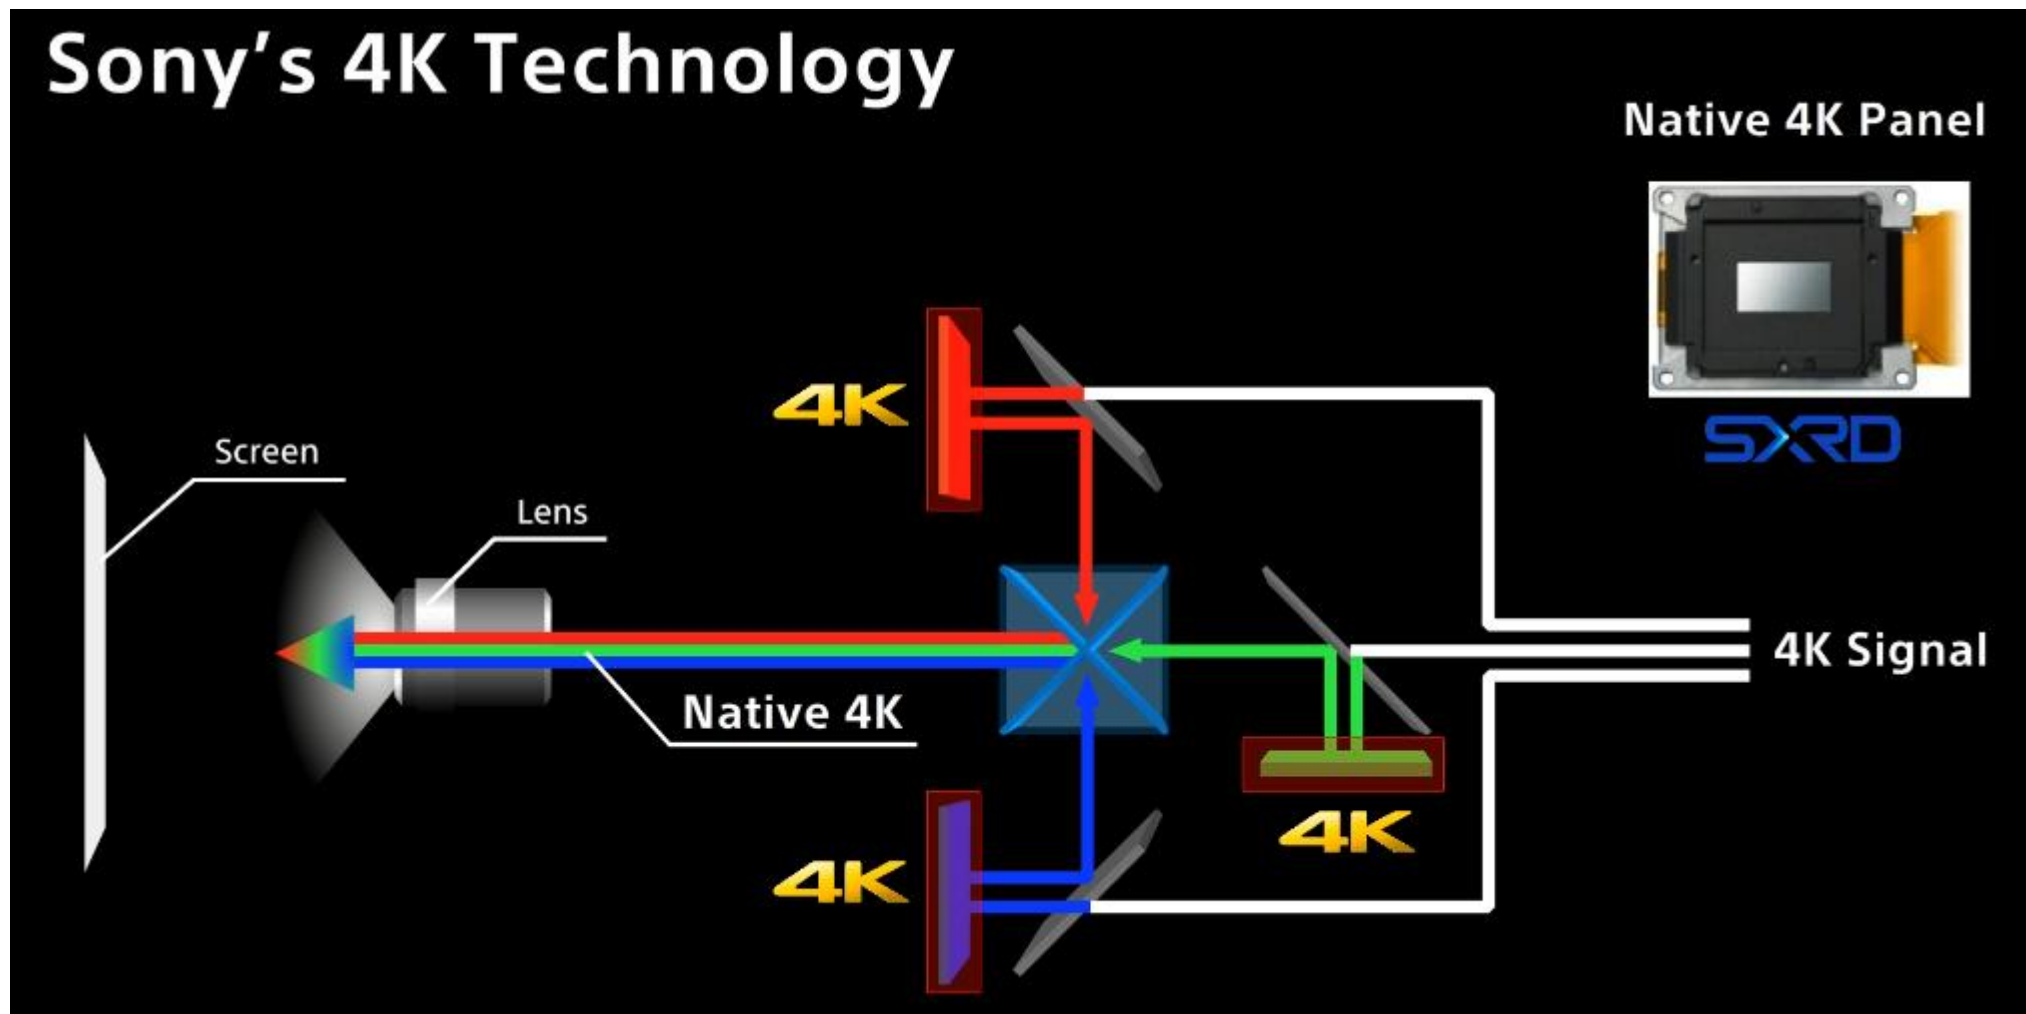 Sony’s 4K Technology
Native 4K Panel
SXRD
4K
Screen
Lens
4K Signal
Native 4K
4K
4K